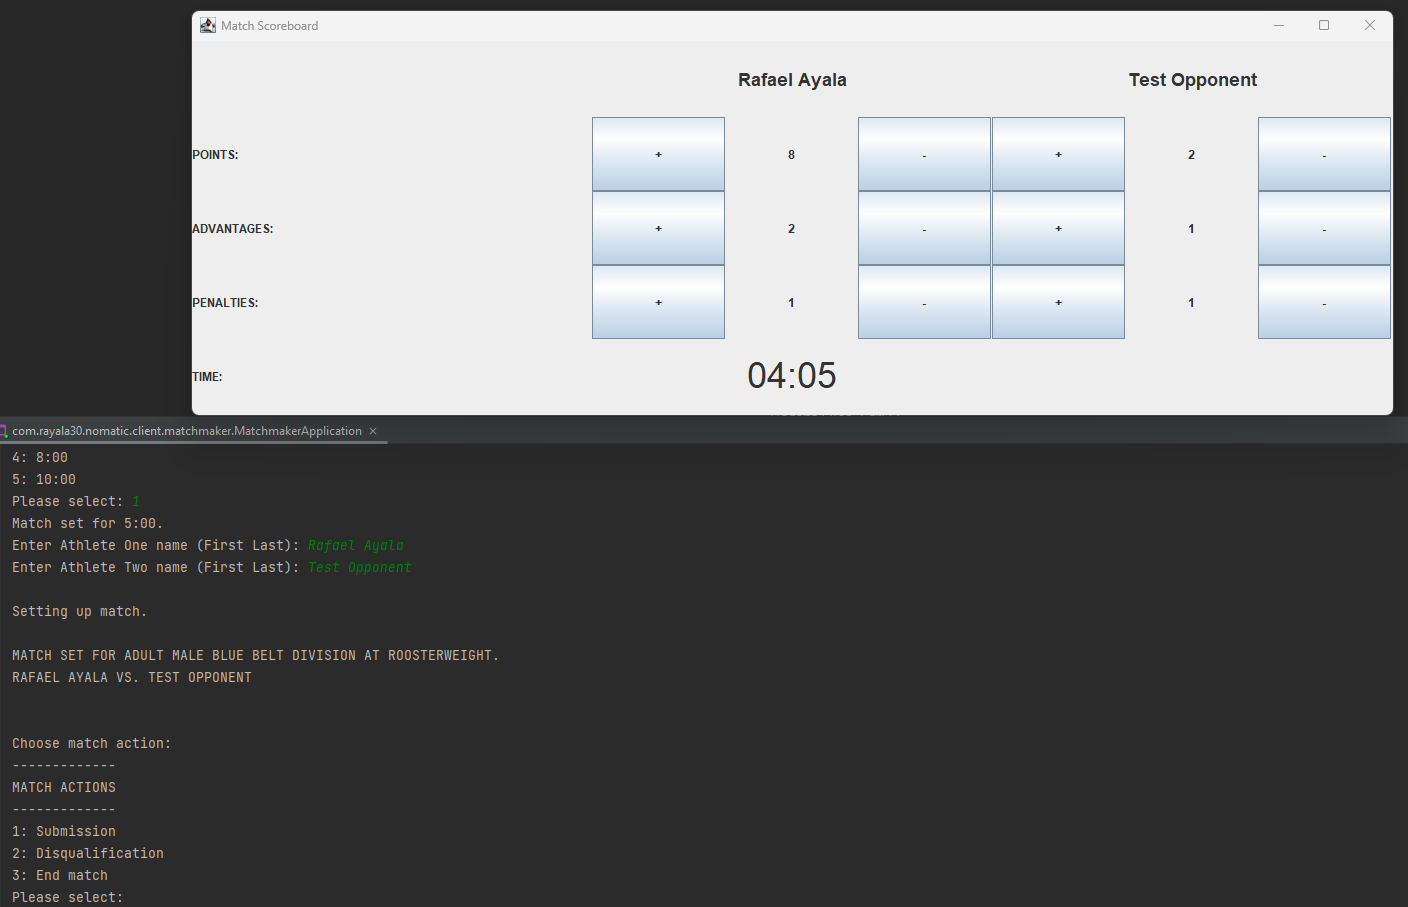 Match Scoreboard
Rafael Ayala Test Opponent
POINTS: + 8 - + 2 -
ADVANTAGES: + 2 - + 1 -
PENALTIES: + 1 - + 1 -
TIME: 04:05
com.rayala30.nomatic.client.matchmaker.MatchmakerApplication ×
4: 8:00
5: 10:00
Please select: 1
Match set for 5:00.
Enter Athlete One name (First Last): Rafael Ayala
Enter Athlete Two name (First Last): Test Opponent
Setting up match.
MATCH SET FOR ADULT MALE BLUE BELT DIVISION AT ROOSTERWEIGHT.
RAFAEL AYALA VS. TEST OPPONENT
Choose match action:
-------------
MATCH ACTIONS
-------------
1: Submission
2: Disqualification
3: End match
Please select: